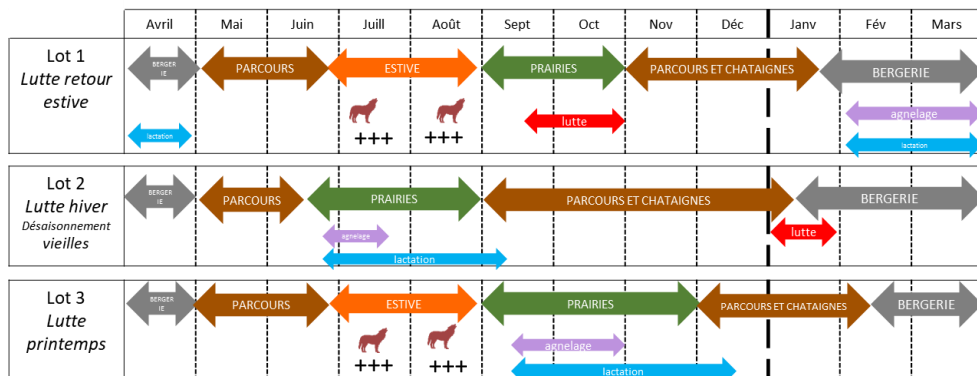 Avril Mai Juin Juill Août Sept Oct Nov Déc Janv Fév Mars
Lot 1
Lutte retour
estive
BERGER
IE
PARCOURS
ESTIVE
PRAIRIES
PARCOURS ET CHATAIGNES
BERGERIE
+++
+++
lutte
agnelage
lactation
lactation
Lot 2
Lutte hiver
Désaisonnement
vieilles
BERGER
IE
PARCOURS
PRAIRIES
PARCOURS ET CHATAIGNES
BERGERIE
agnelage
lutte
lactation
Lot 3
Lutte
printemps
BERGER
IE
PARCOURS
ESTIVE
PRAIRIES
PARCOURS ET CHATAIGNES
BERGERIE
+++
+++
agnelage
lactation